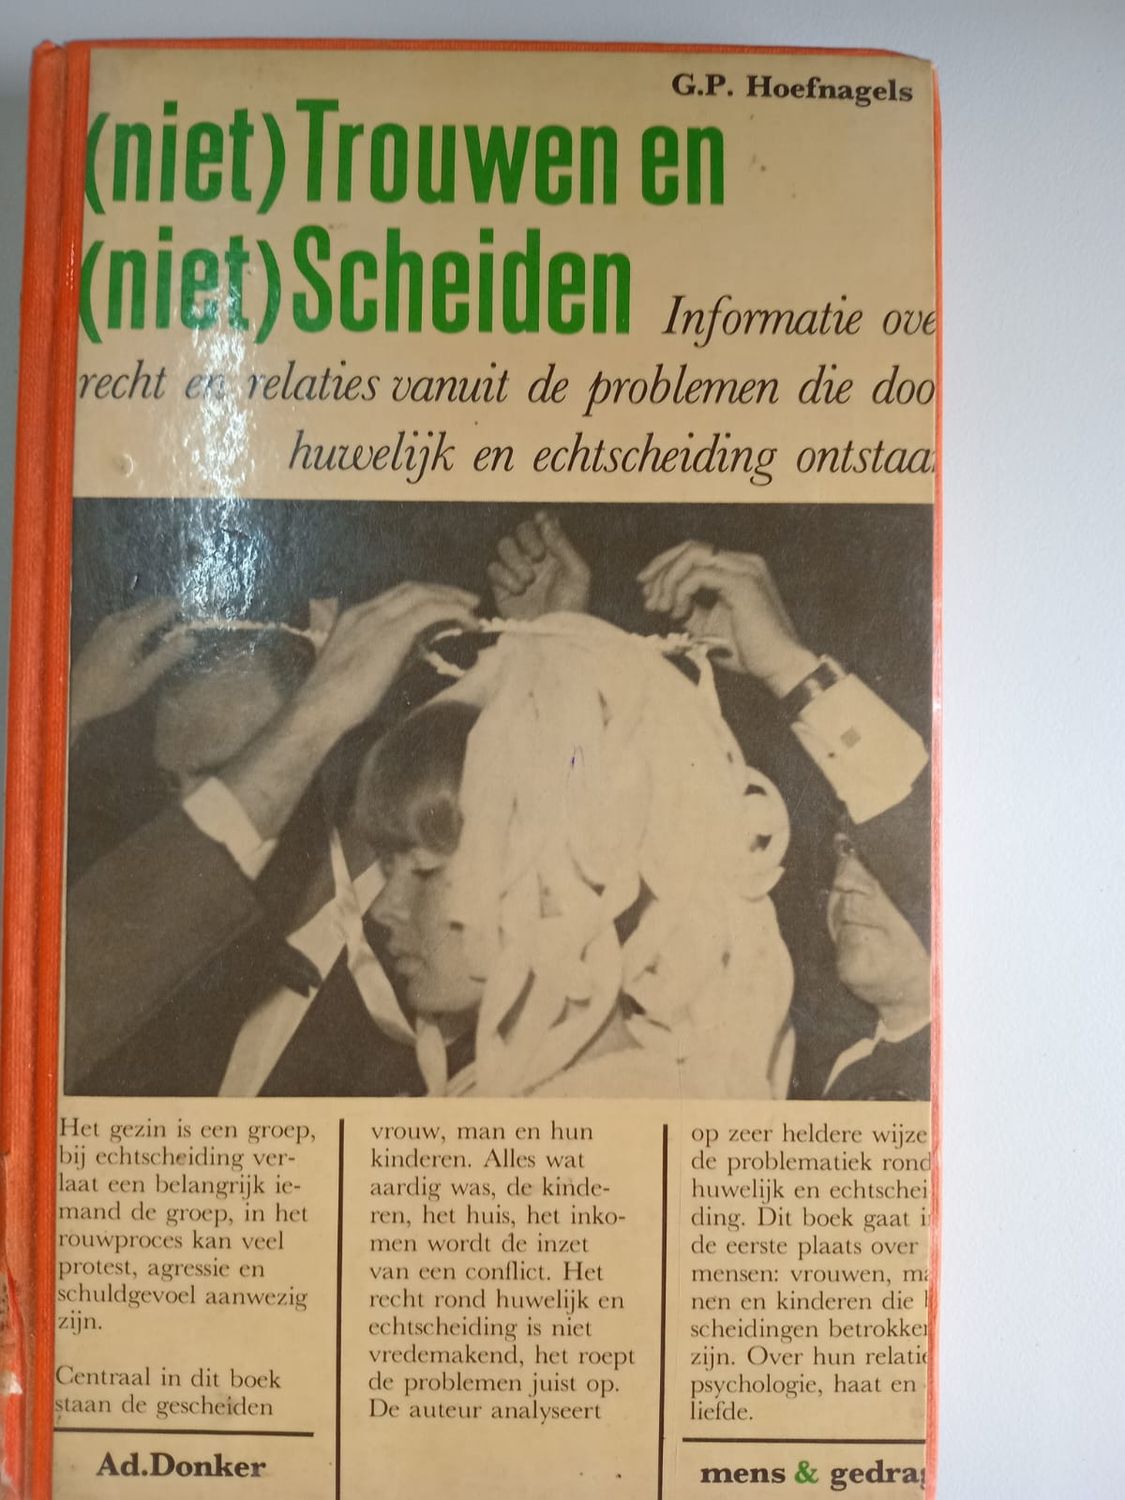 G.P. Hoefnagels
(niet) Trouwen en
(niet) Scheiden
Informatie ove
recht en relaties vanuit de problemen die doo
huwelijk en echtscheiding ontstaa
Het gezin is een groep,
bij echtscheiding ver-
laat een belangrijk ie-
mand de groep, in het
rouwproces kan veel
protest, agressie en
schuldgevoel aanwezig
zijn.
Centraal in dit boek
staan de gescheiden
vrouw, man en hun
kinderen. Alles wat
aardig was, de kinde-
ren, het huis, het inko-
men wordt de inzet
van een conflict. Het
recht rond huwelijk en
echtscheiding is niet
vredemakend, het roept
de problemen juist op.
De auteur analyseert
op zeer heldere wijze
de problematiek rond
huwelijk en echtschei
ding. Dit boek gaat i
de eerste plaats over
mensen: vrouwen, ma
nen en kinderen die
scheidingen betrokke
zijn. Over hun relati
psychologie, haat en
liefde.
Ad.Donker
mens & gedra